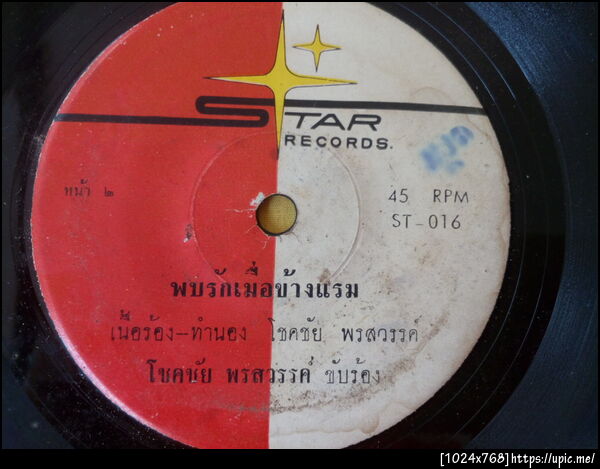 STAR
RECORDS.
หน้า ๒
45 RPM
ST-016
พบรักเมื่อข้างแรม
เนื้อร้อง-ทำนอง โชคชัย พรสวรรค์
โชคชัย พรสวรรค์ ขับร้อง
[1024x768]https://upic.me/